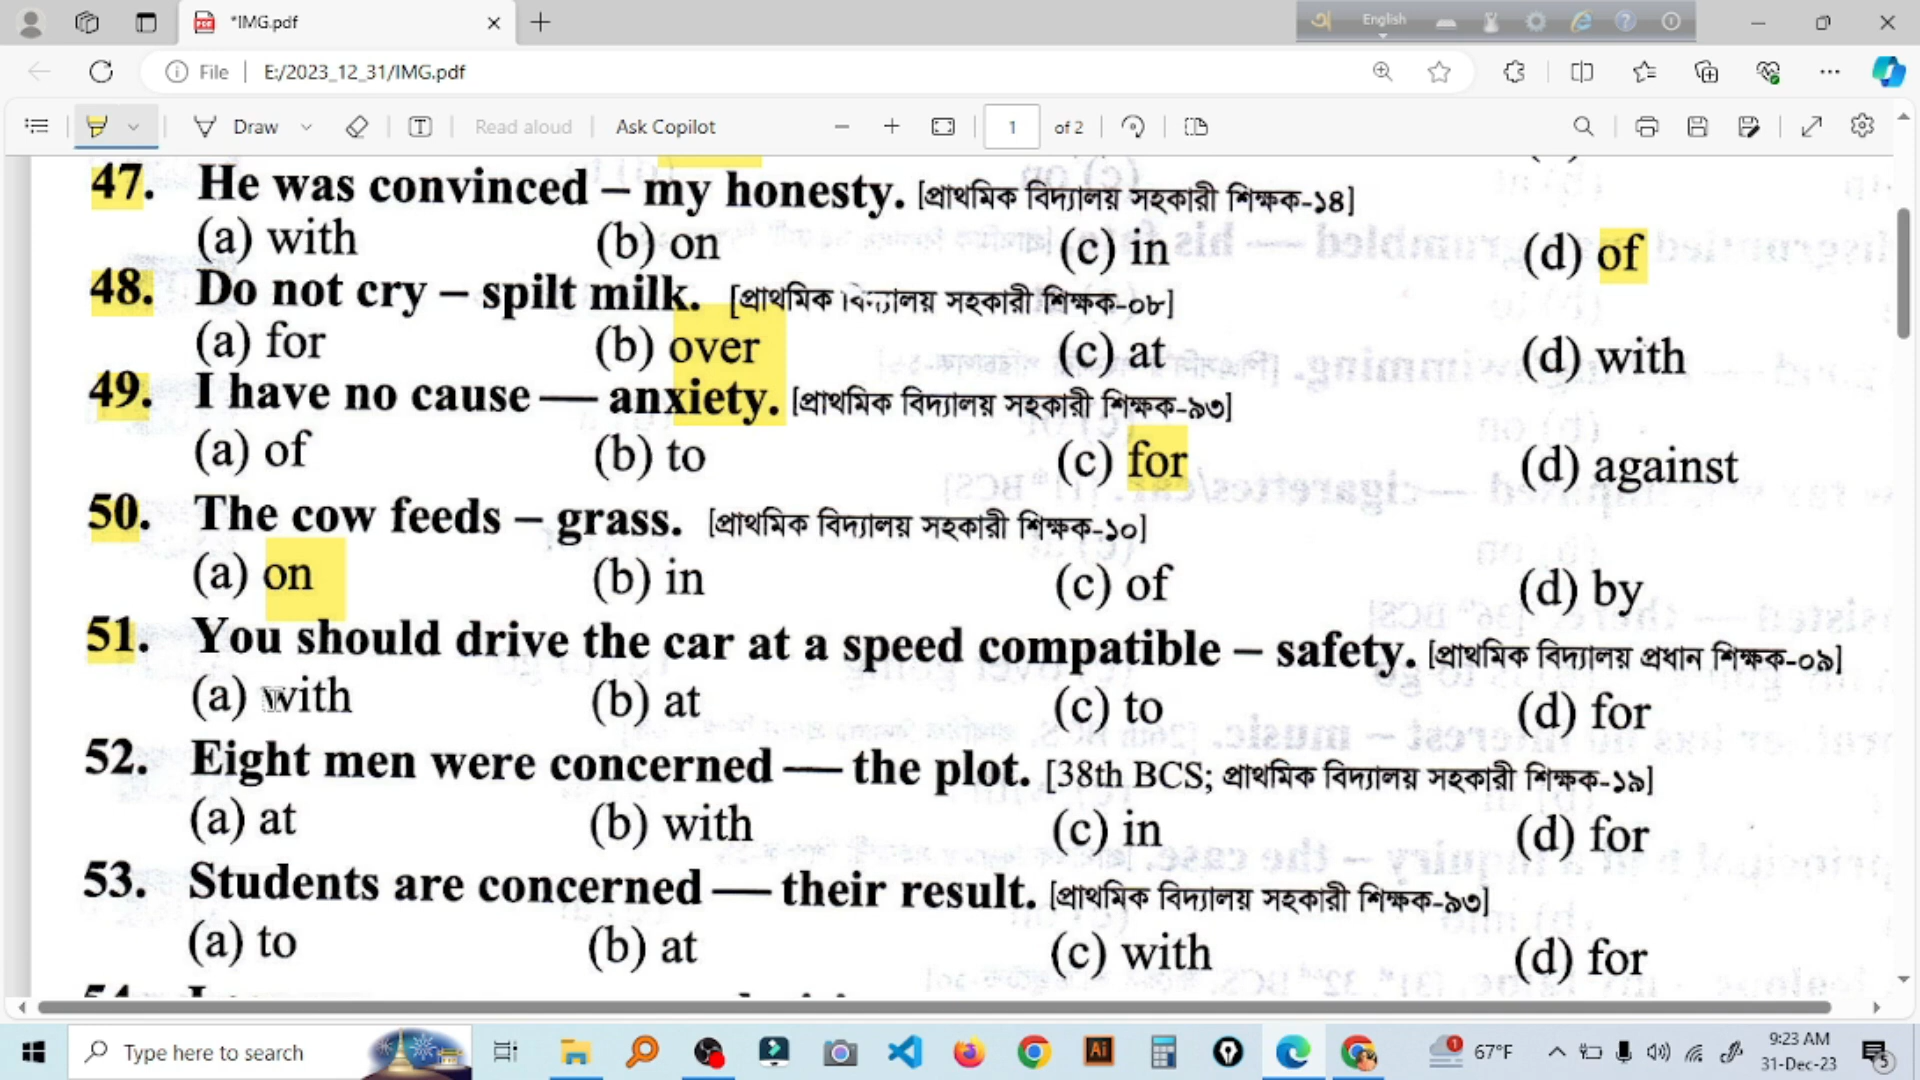 *IMG.pdf
English
File E:/2023_12_31/IMG.pdf
Draw Read aloud Ask Copilot 1 of 2
47. He was convinced – my honesty. [প্রাথমিক বিদ্যালয় সহকারী শিক্ষক-১৪]
(a) with (b) on (c) in (d) of
48. Do not cry – spilt milk. [প্রাথমিক বিদ্যালয় সহকারী শিক্ষক-০৮]
(a) for (b) over (c) at (d) with
49. I have no cause — anxiety. [প্রাথমিক বিদ্যালয় সহকারী শিক্ষক-৯৩]
(a) of (b) to (c) for (d) against
50. The cow feeds – grass. [প্রাথমিক বিদ্যালয় সহকারী শিক্ষক-১০]
(a) on (b) in (c) of (d) by
51. You should drive the car at a speed compatible – safety. [প্রাথমিক বিদ্যালয় প্রধান শিক্ষক-০৯]
(a) with (b) at (c) to (d) for
52. Eight men were concerned — the plot. [38th BCS; প্রাথমিক বিদ্যালয় সহকারী শিক্ষক-১৯]
(a) at (b) with (c) in (d) for
53. Students are concerned — their result. [প্রাথমিক বিদ্যালয় সহকারী শিক্ষক-৯৩]
(a) to (b) at (c) with (d) for
Type here to search 67°F 9:23 AM
31-Dec-23